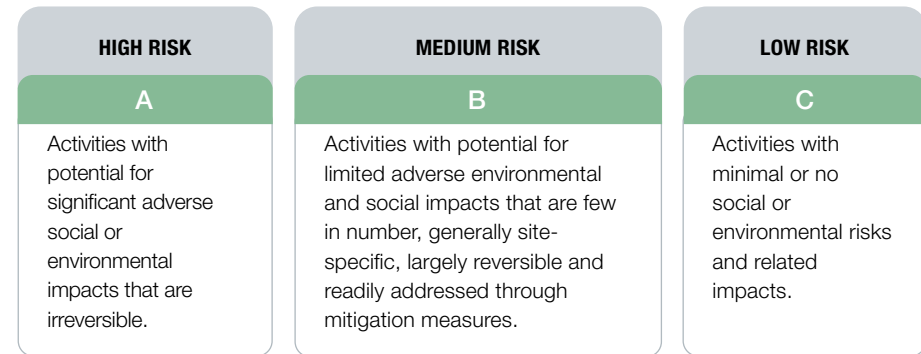 HIGH RISK
A
Activities with
potential for
significant adverse
social or
environmental
impacts that are
irreversible.
MEDIUM RISK
B
Activities with potential for
limited adverse environmental
and social impacts that are few
in number, generally site-
specific, largely reversible and
readily addressed through
mitigation measures.
LOW RISK
C
Activities with
minimal or no
social or
environmental risks
and related
impacts.